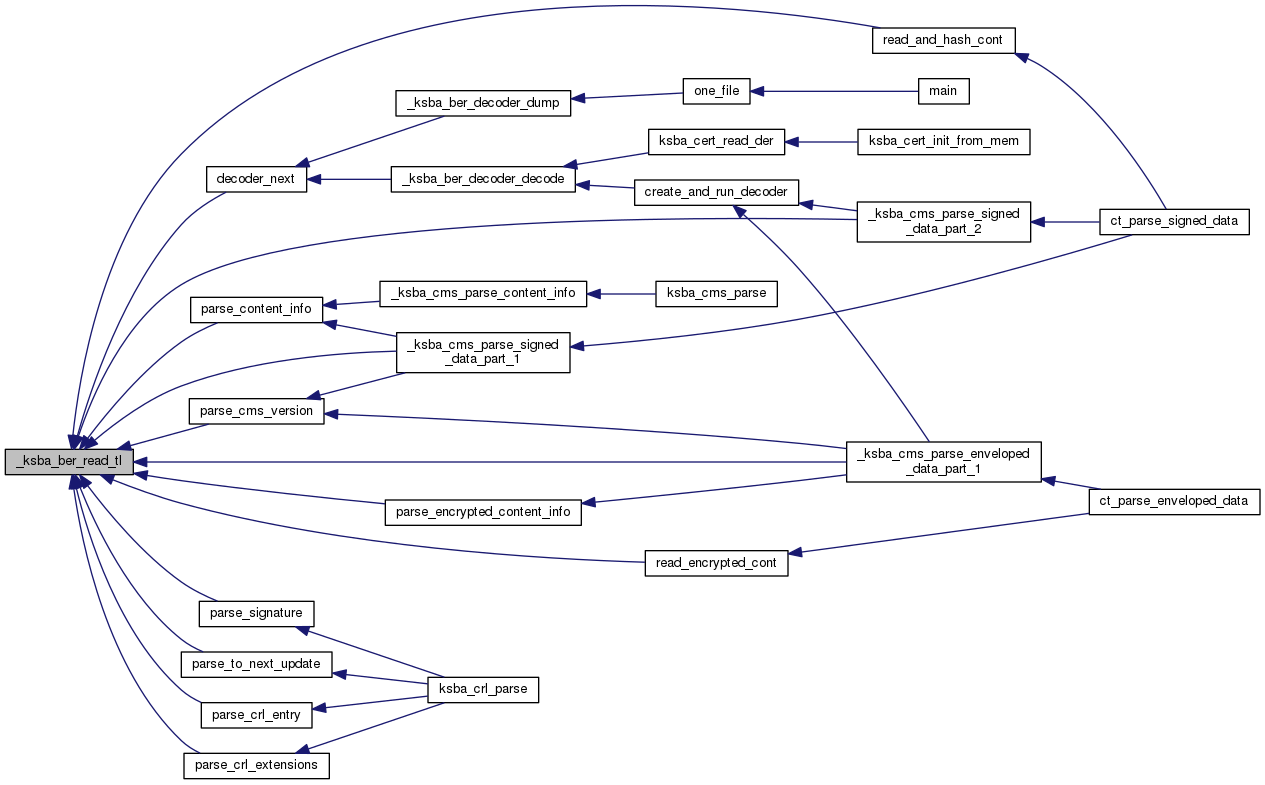 read_and_hash_cont
one_file
main
_ksba_ber_decoder_dump
ksba_cert_read_der
ksba_cert_init_from_mem
decoder_next
_ksba_ber_decoder_decode
create_and_run_decoder
_ksba_cms_parse_signed
_data_part_2
ct_parse_signed_data
_ksba_cms_parse_content_info
ksba_cms_parse
parse_content_info
_ksba_cms_parse_signed
_data_part_1
parse_cms_version
_ksba_ber_read_tl
_ksba_cms_parse_enveloped
_data_part_1
ct_parse_enveloped_data
parse_encrypted_content_info
read_encrypted_cont
parse_signature
parse_to_next_update
ksba_crl_parse
parse_crl_entry
parse_crl_extensions